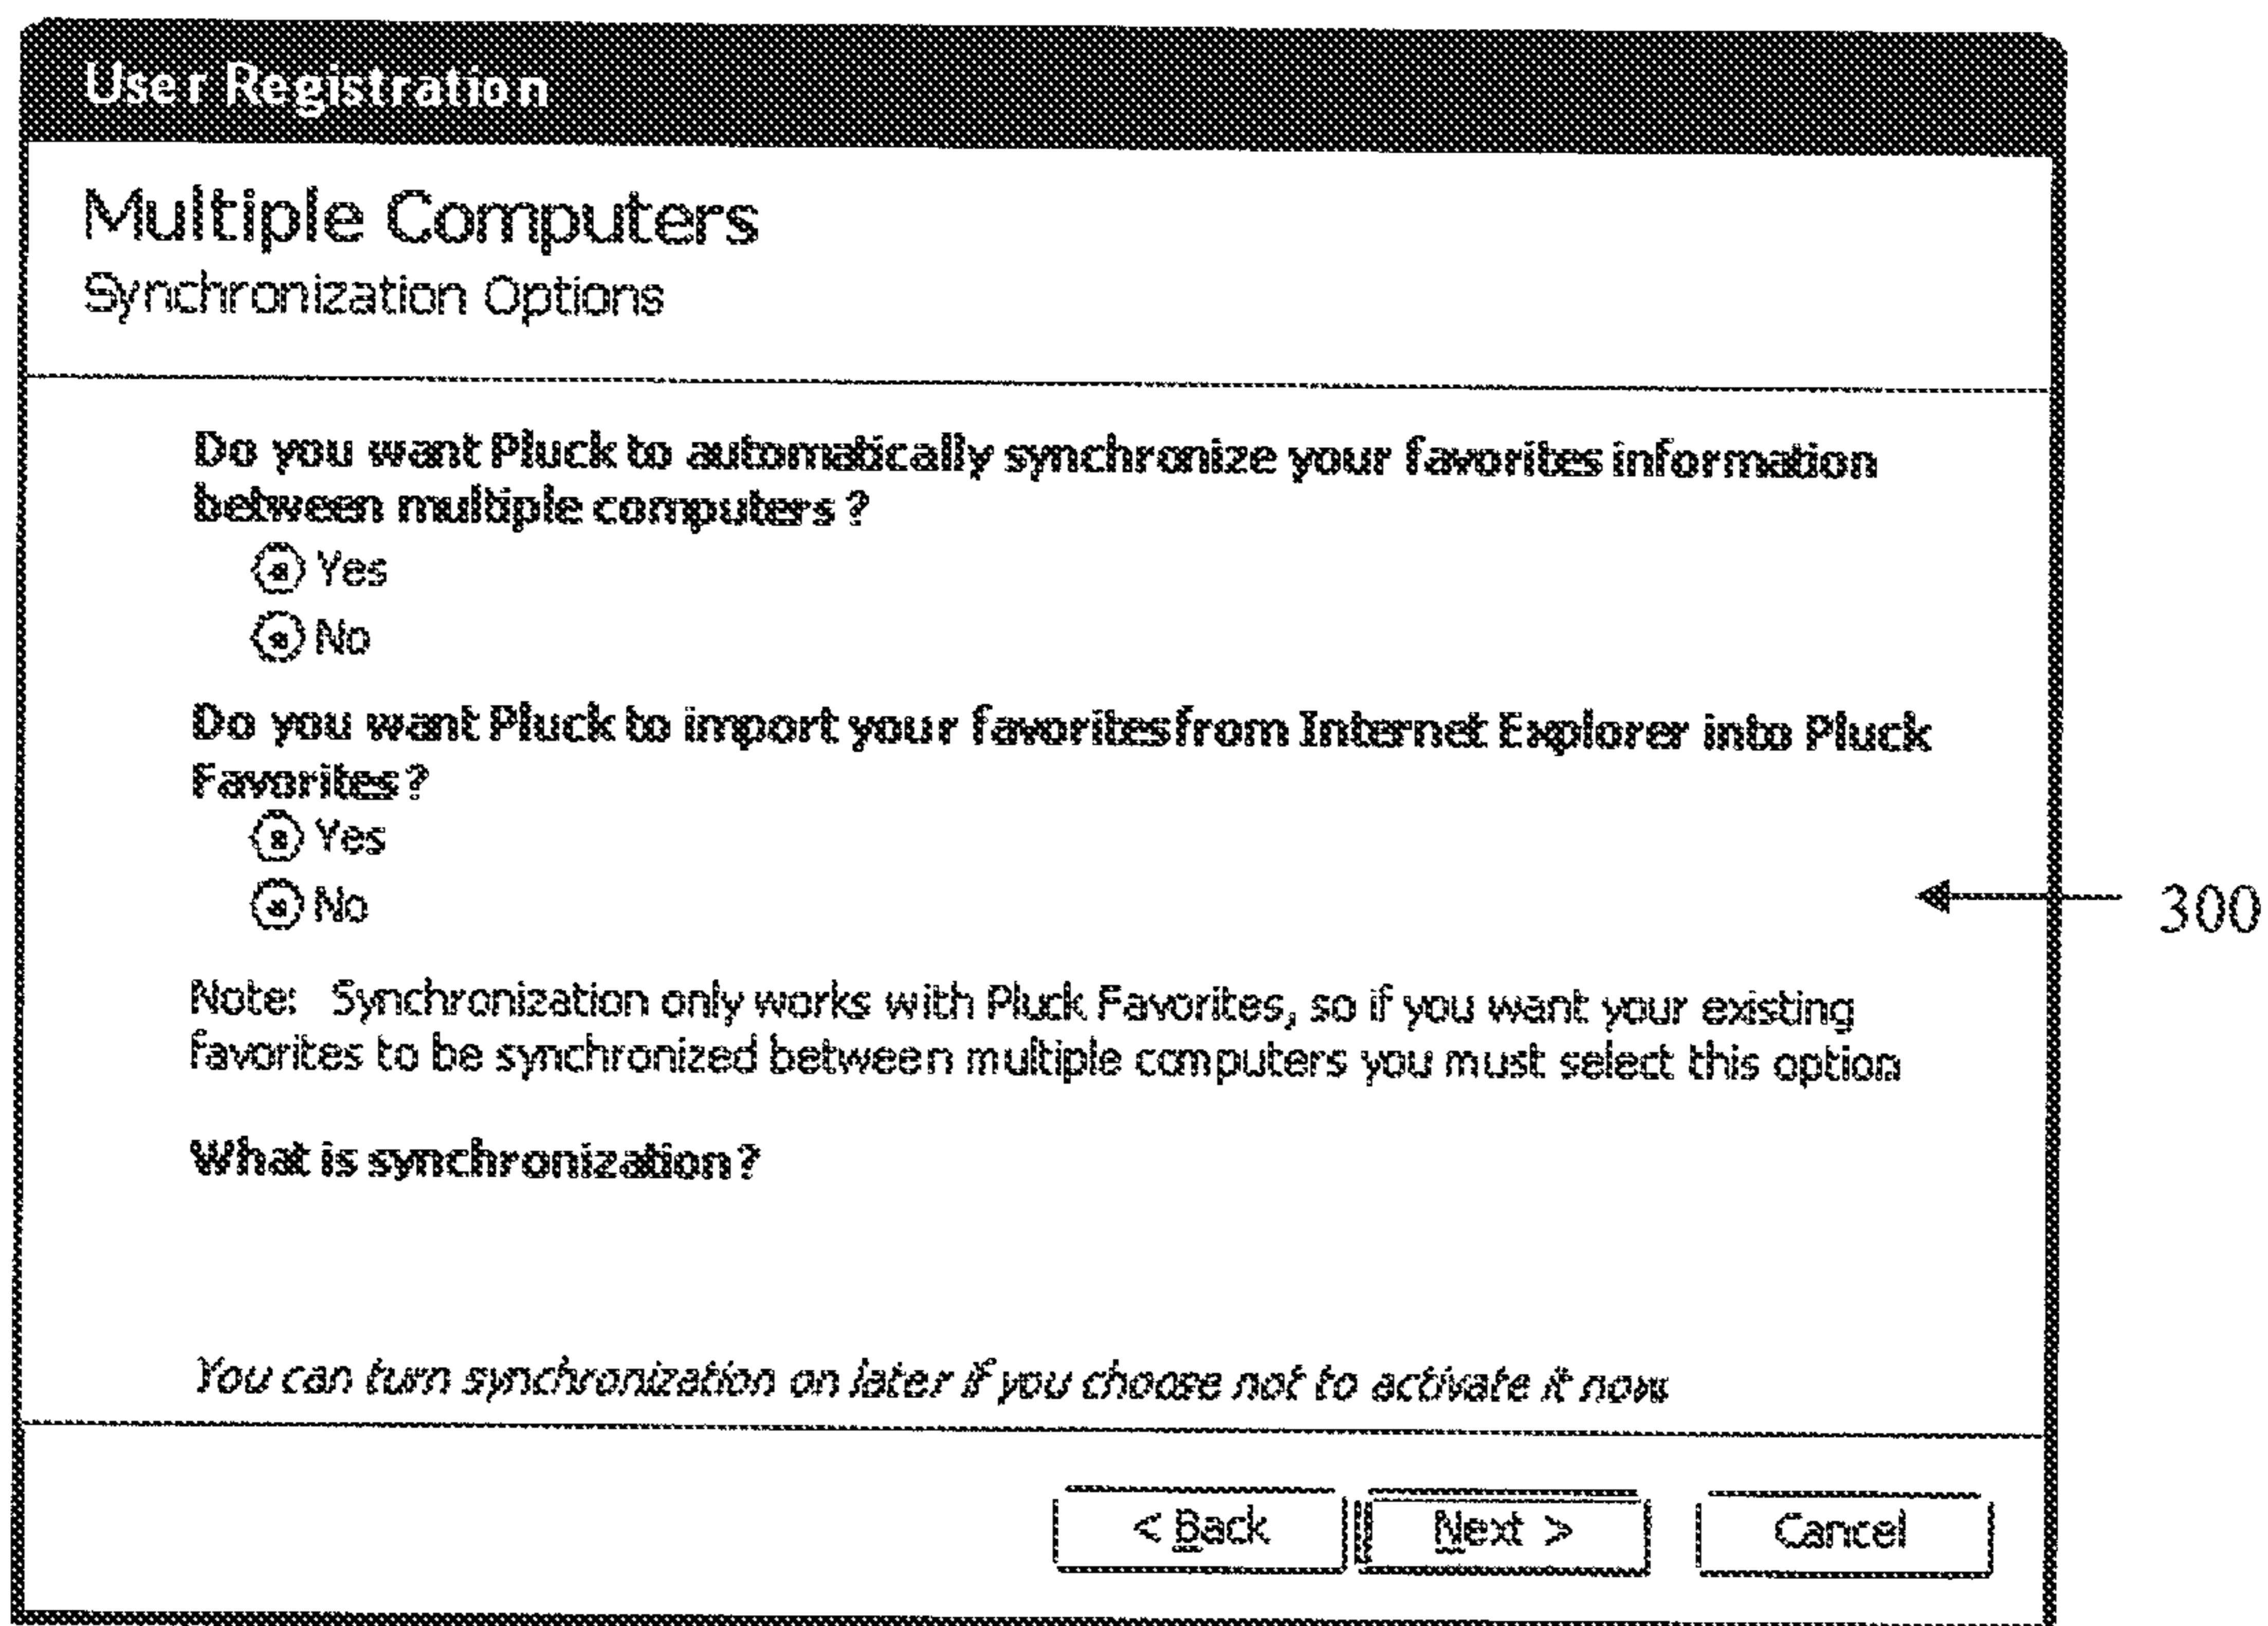 User Registration
Multiple Computers
Synchronization Options
Do you want Pluck to automatically synchronize your favorites information
between multiple computers?
Yes
No
Do you want Pluck to import your favorites from Internet Explorer into Pluck
Favorites?
Yes
No
300
Note: Synchronization only works with Pluck Favorites, so if you want your existing
favorites to be synchronized between multiple computers you must select this option
What is synchronization?
You can turn synchronization on later if you choose not to activate it now.
< Back Next > Cancel